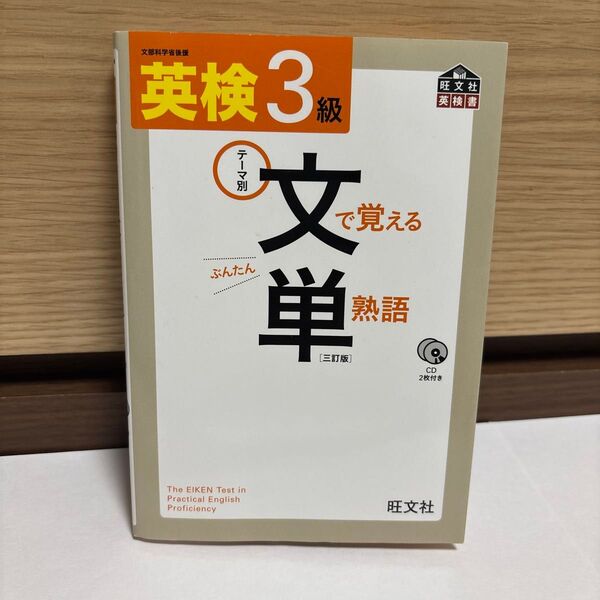 文部科学省後援
英検3級
旺文社
英検書
テーマ別
文で覚える
ぶんたん
単熟語
[三訂版]
CD
2枚付き
The EIKEN Test in
Practical English
Proficiency
旺文社